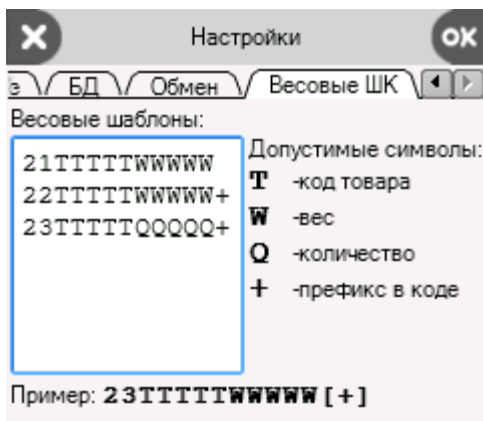 Настройки
OK
е БД Обмен Весовые ШК
Весовые шаблоны:
21TTTTTWWWWW
22TTTTTWWWWW+
23TTTTTQQQQQ+
Допустимые символы:
T -код товара
W -вес
Q -количество
+ -префикс в коде
Пример: 23TTTTTWWWWW[+]